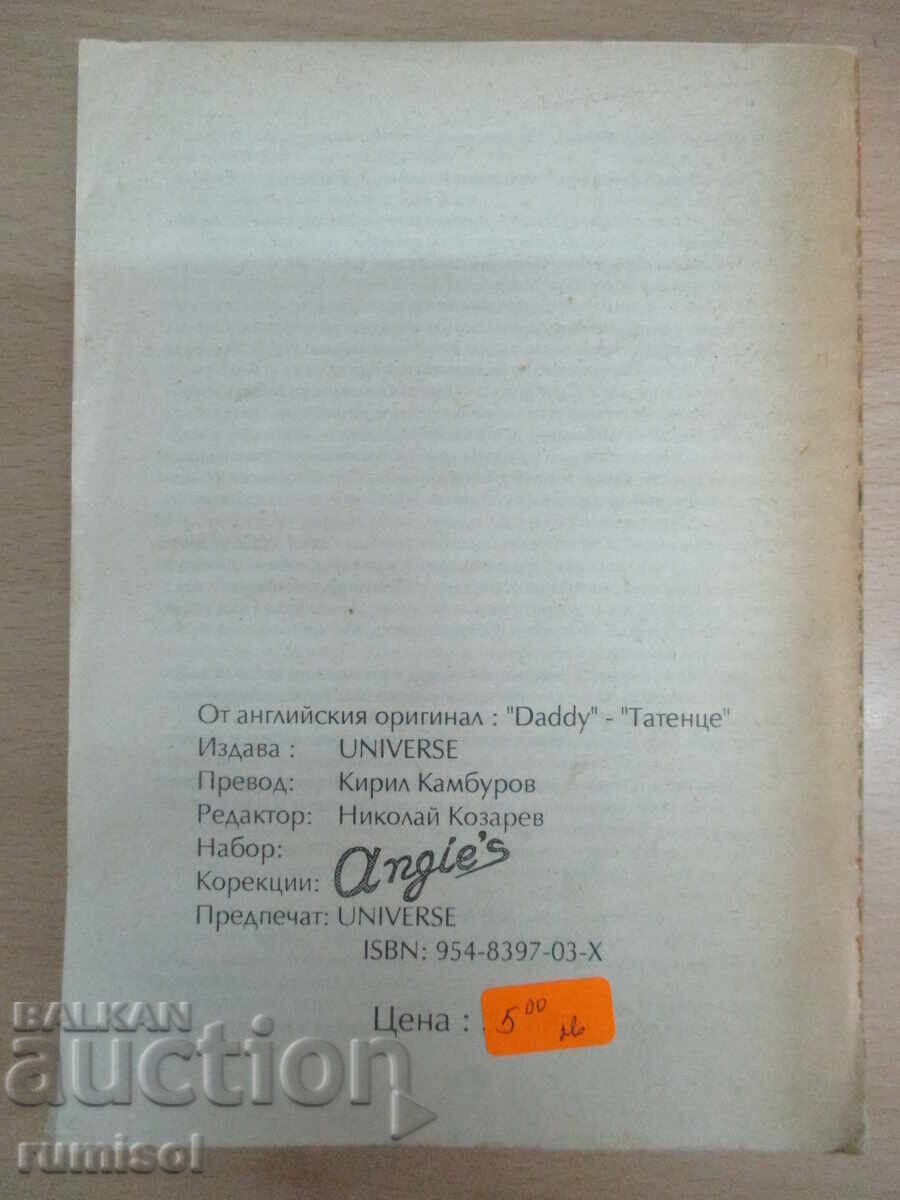 От английския оригинал : "Daddy" - "Татенце"
Издава : UNIVERSE
Превод: Кирил Камбуров
Редактор: Николай Козарев
Набор:
Корекции: Angie's
Предпечат: UNIVERSE
ISBN: 954-8397-03-X
Цена : 5 00 лв
BALKAN
auction
rumisol